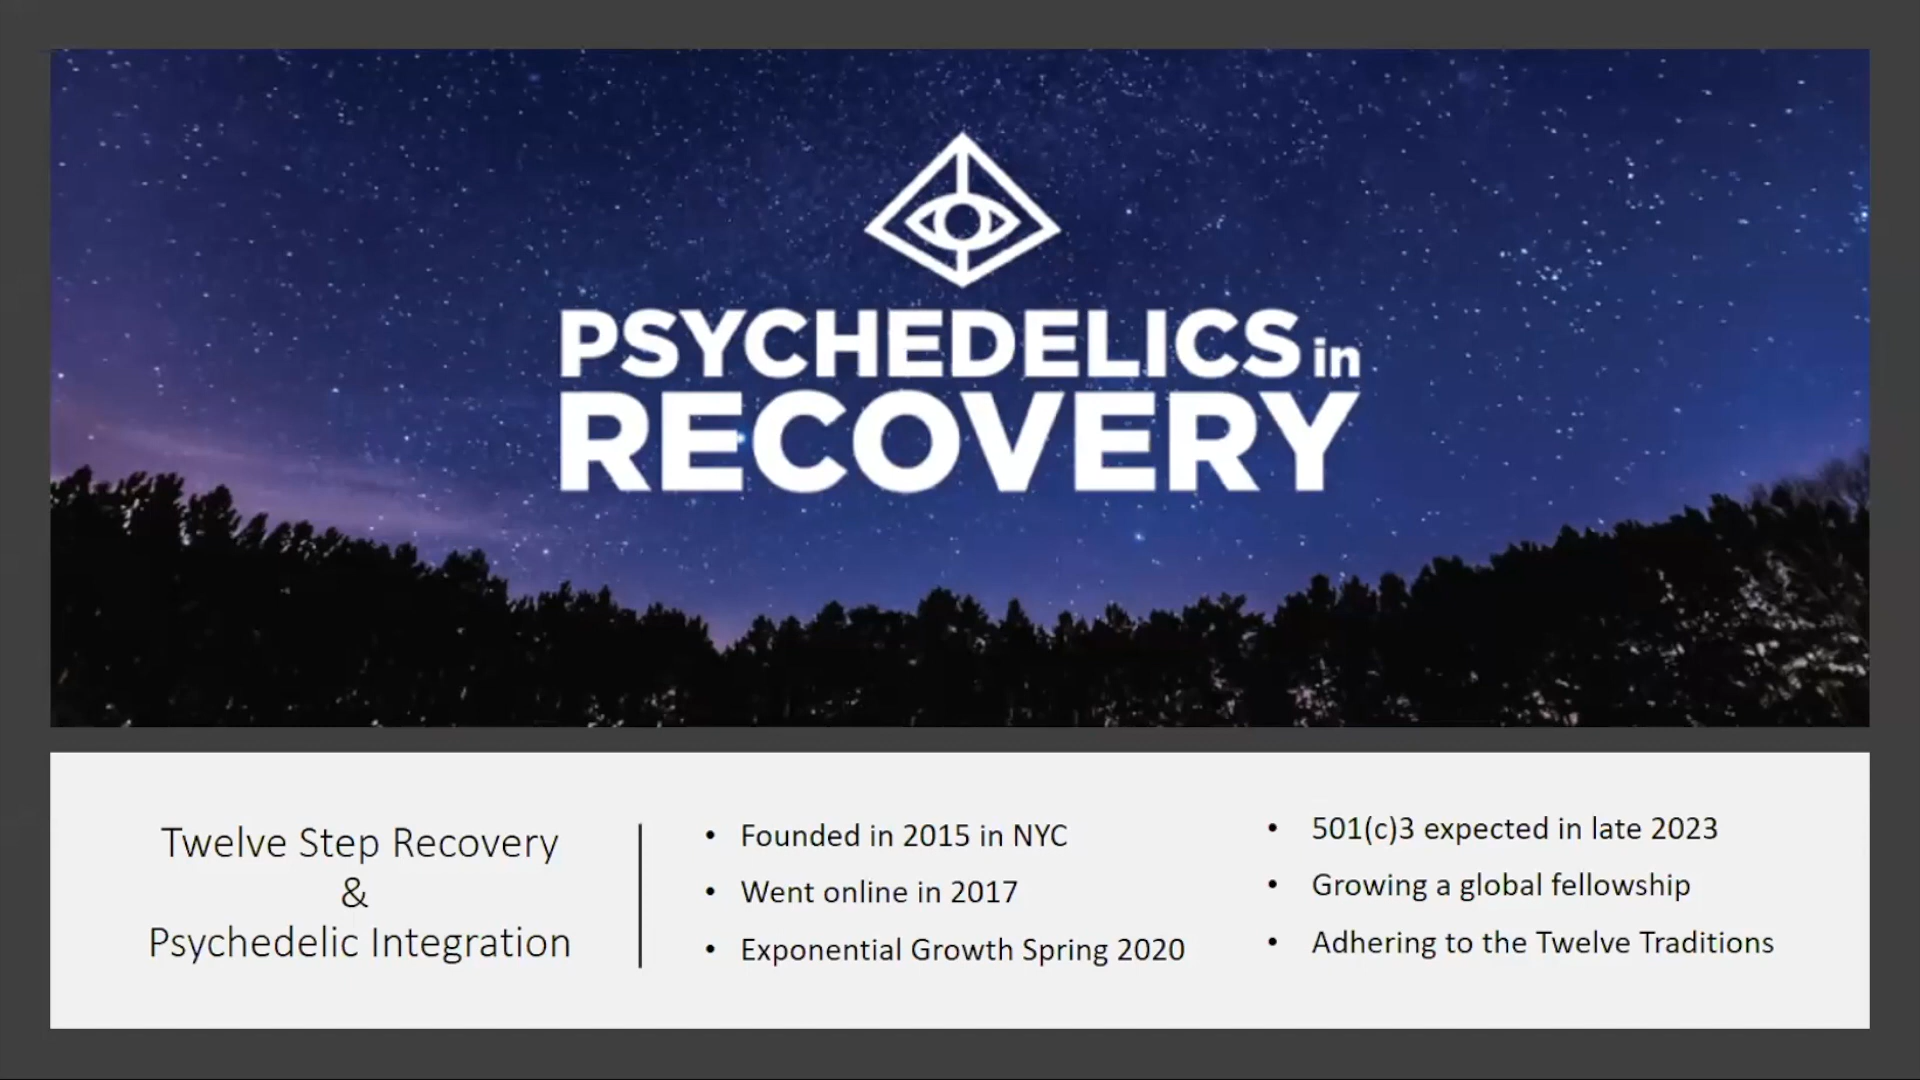 PSYCHEDELICS in
RECOVERY
Twelve Step Recovery
&
Psychedelic Integration
• Founded in 2015 in NYC
• Went online in 2017
• Exponential Growth Spring 2020
• 501(c)3 expected in late 2023
• Growing a global fellowship
• Adhering to the Twelve Traditions